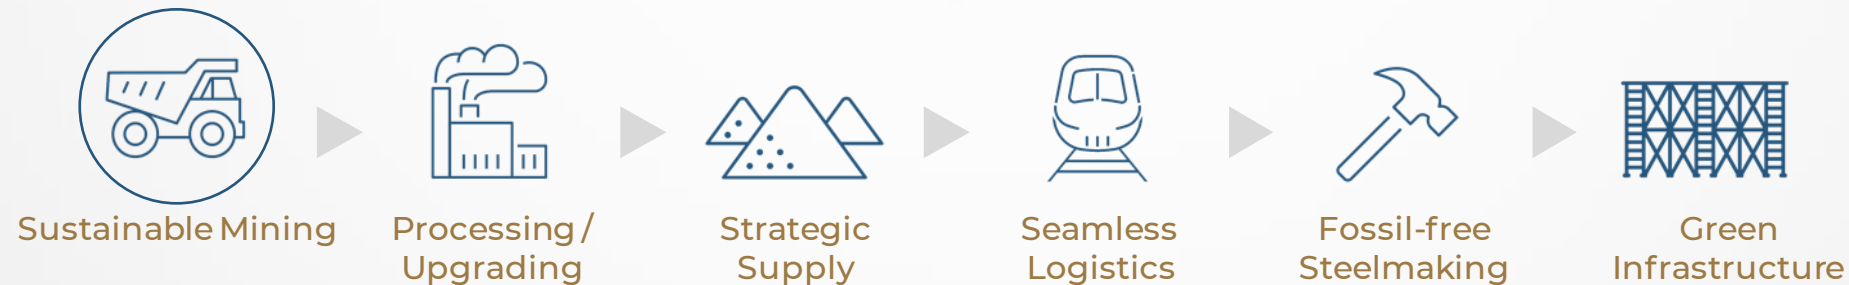 Sustainable Mining
Processing /
Upgrading
Strategic
Supply
Seamless
Logistics
Fossil-free
Steelmaking
Green
Infrastructure